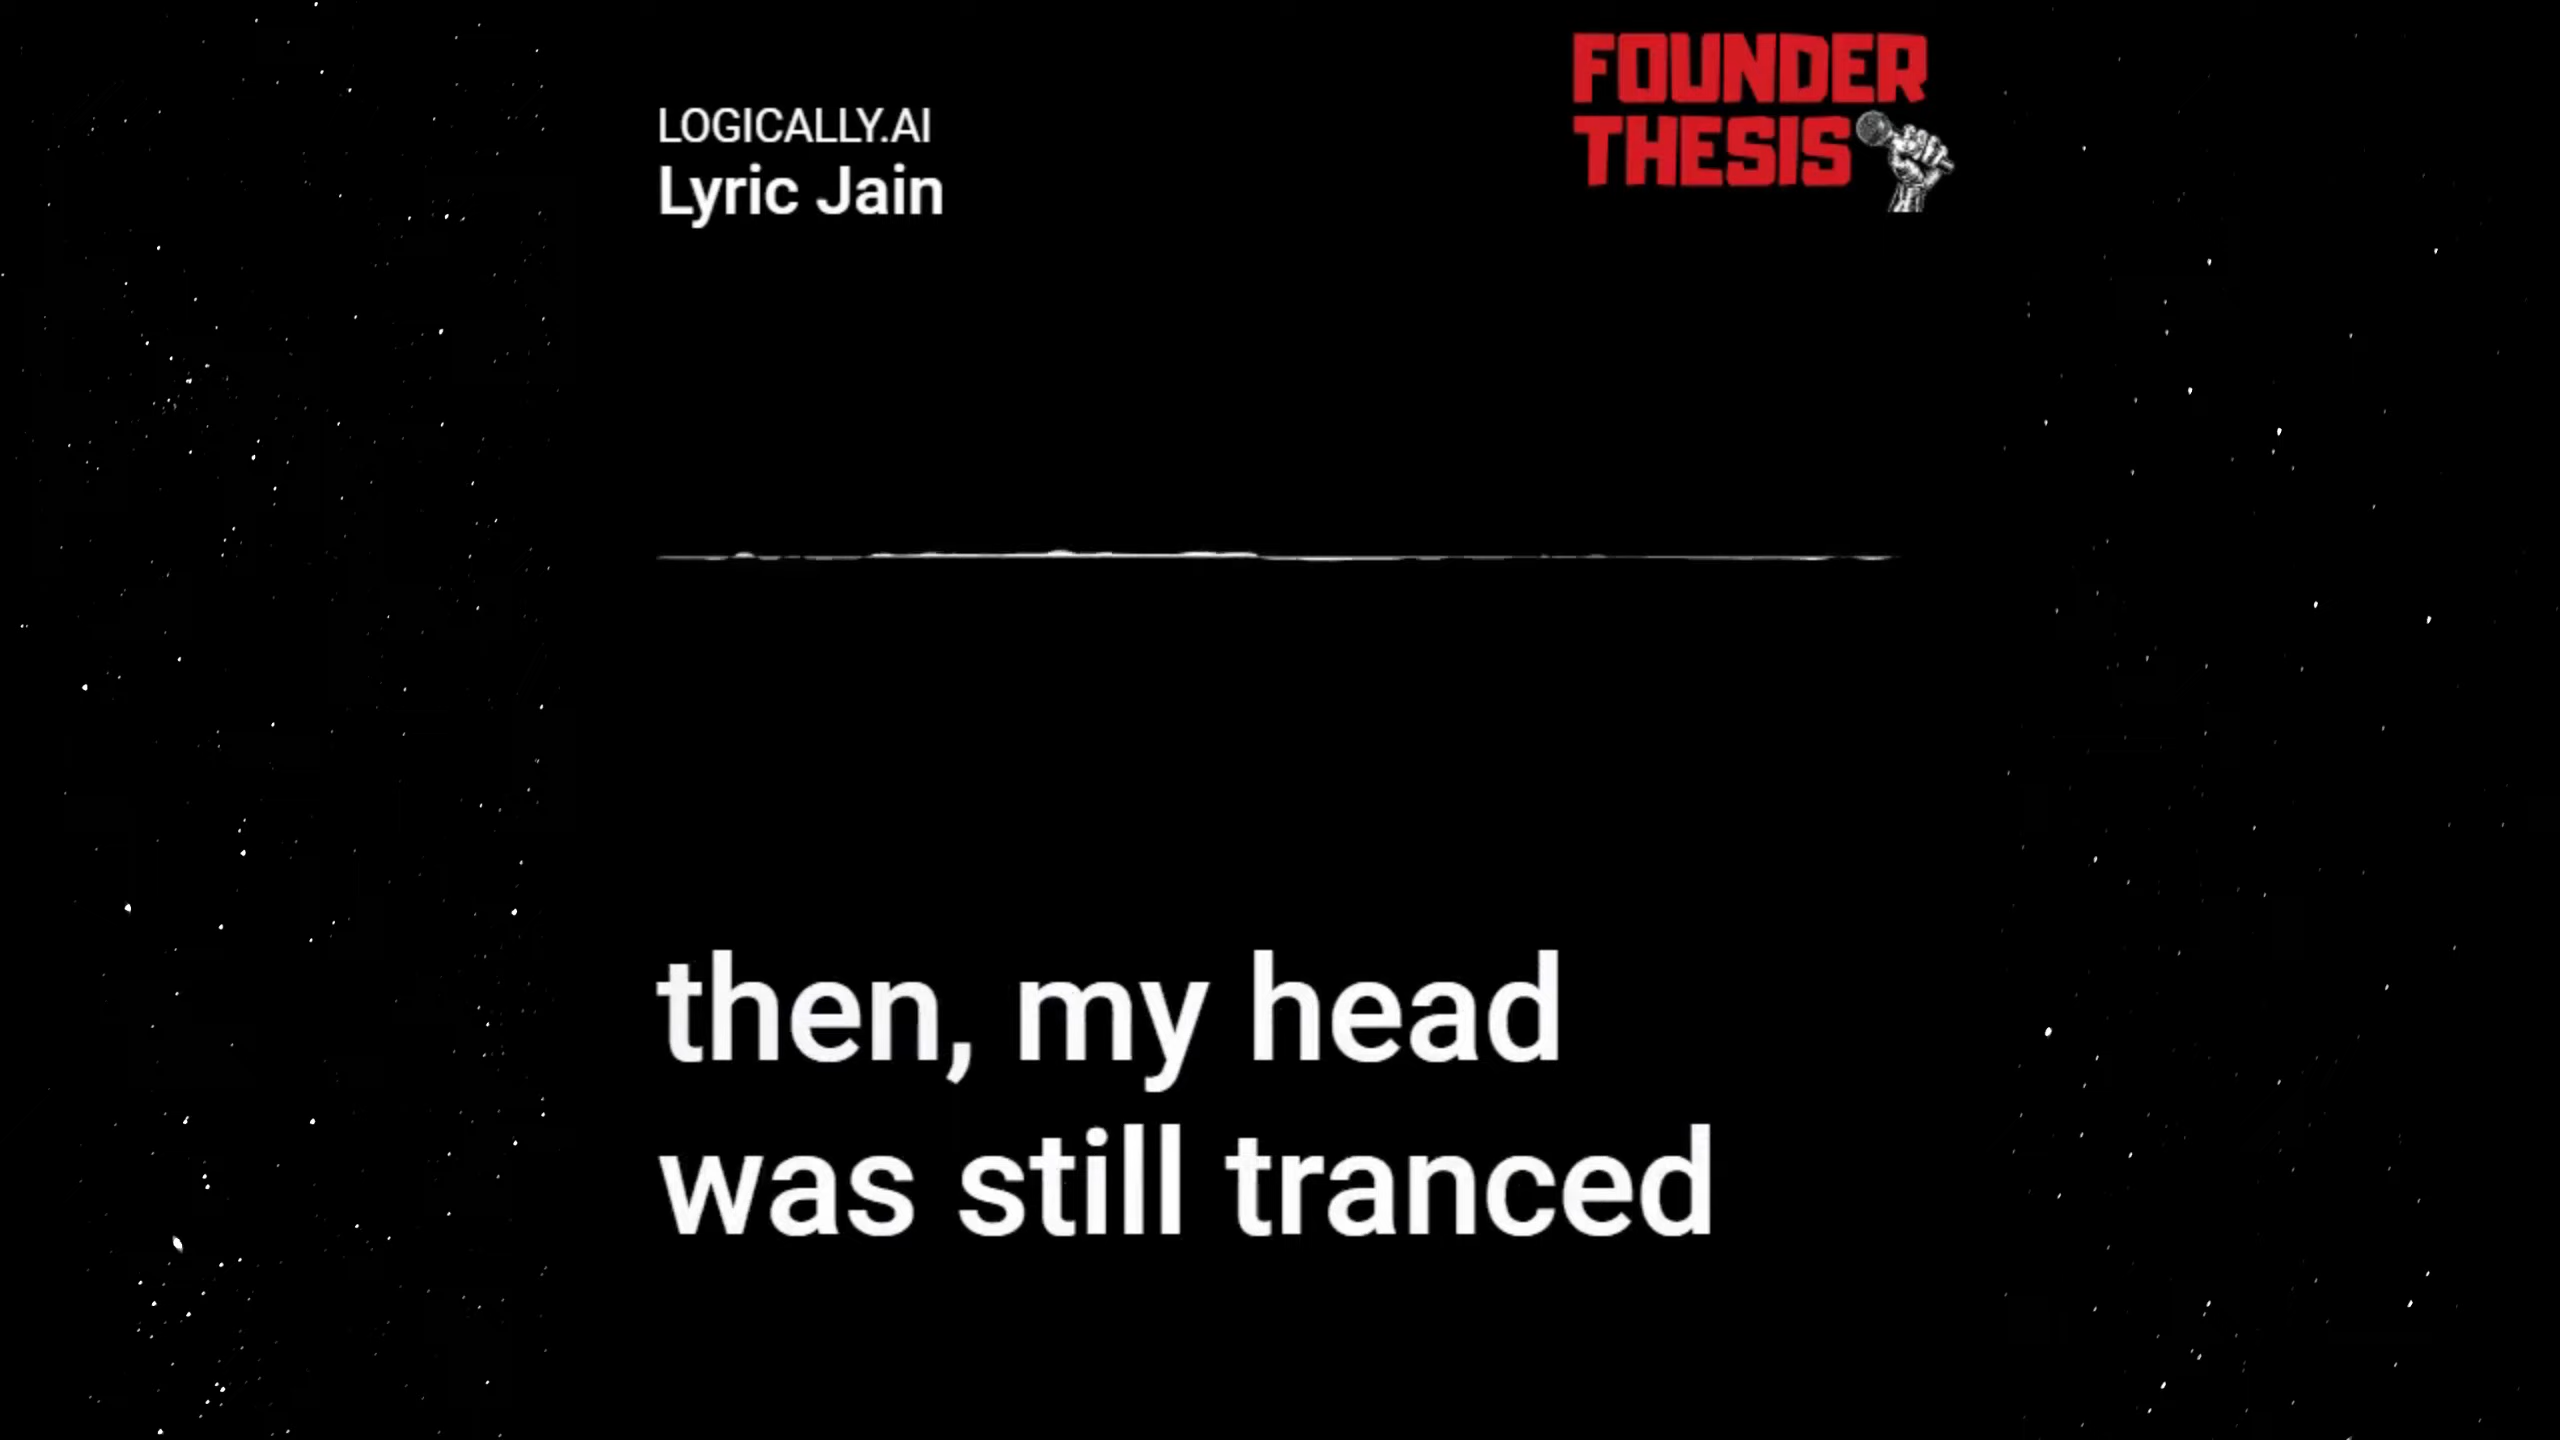 LOGICALLY.AI
Lyric Jain
FOUNDER
THESIS
then, my head
was still tranced